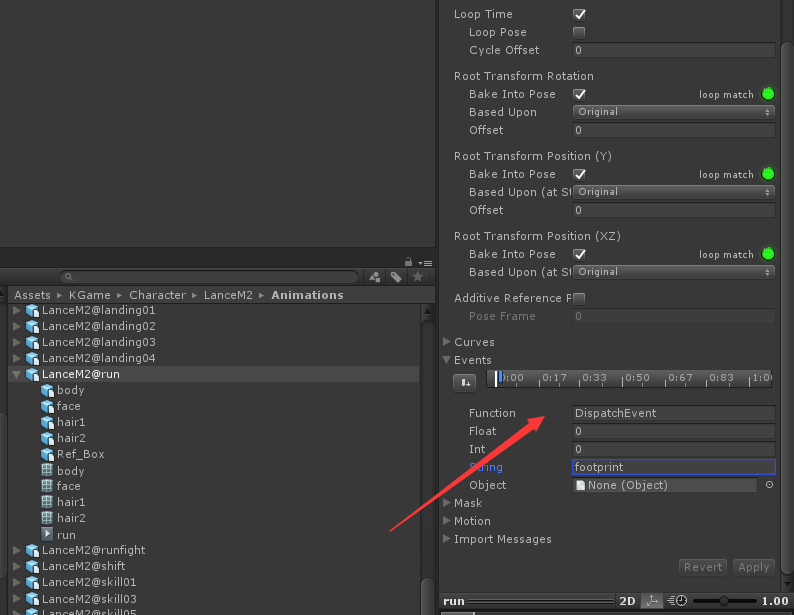 Assets ▸ KGame ▸ Character ▸ LanceM2 ▸ Animations
LanceM2@landing01
LanceM2@landing02
LanceM2@landing03
LanceM2@landing04
LanceM2@run
body
face
hair1
hair2
Ref_Box
body
face
hair1
hair2
run
LanceM2@runfight
LanceM2@shift
LanceM2@skill01
LanceM2@skill03
LanceM2@skill05
Loop Time
Loop Pose
Cycle Offset 0
Root Transform Rotation
Bake Into Pose loop match
Based Upon Original
Offset 0
Root Transform Position (Y)
Bake Into Pose loop match
Based Upon (at St Original
Offset 0
Root Transform Position (XZ)
Bake Into Pose loop match
Based Upon (at St Original
Additive Reference P
Pose Frame 0
Curves
Events
0:00 0:17 0:33 0:50 0:67 0:83 1:0
Function DispatchEvent
Float 0
Int 0
String footprint
Object None (Object)
Mask
Motion
Import Messages
Revert Apply
run 2D 1.00